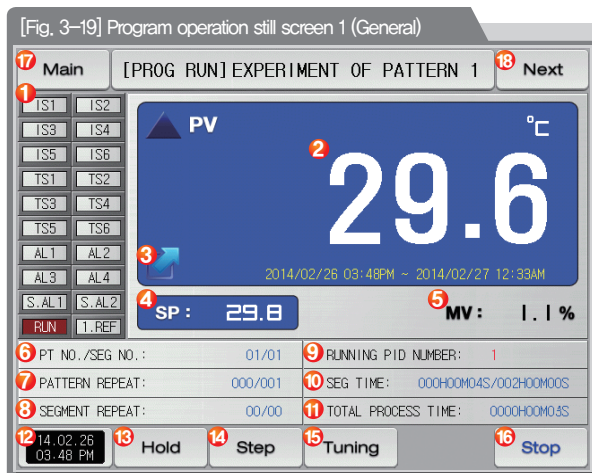 [Fig. 3-19] Program operation still screen 1 (General)
17 Main [PROG RUN] EXPERIMENT OF PATTERN 1 18 Next
1
IS1 IS2
IS3 IS4
IS5 IS6
TS1 TS2
TS3 TS4
TS5 TS6
AL1 AL2
AL3 AL4
S.AL1 S.AL2
RUN 1.REF
PV °C
2 29.6
3
2014/02/26 03:48PM ~ 2014/02/27 12:33AM
4 SP : 29.8 5 MV : 1.1 %
6 PT NO./SEG NO.: 01/01 9 RUNNING PID NUMBER: 1
7 PATTERN REPEAT: 000/001 10 SEG TIME: 000H00M04S/002H00M00S
8 SEGMENT REPEAT: 00/00 11 TOTAL PROCESS TIME: 0000H00M03S
12 14.02.26
03:48 PM
13 Hold 14 Step 15 Tuning 16 Stop